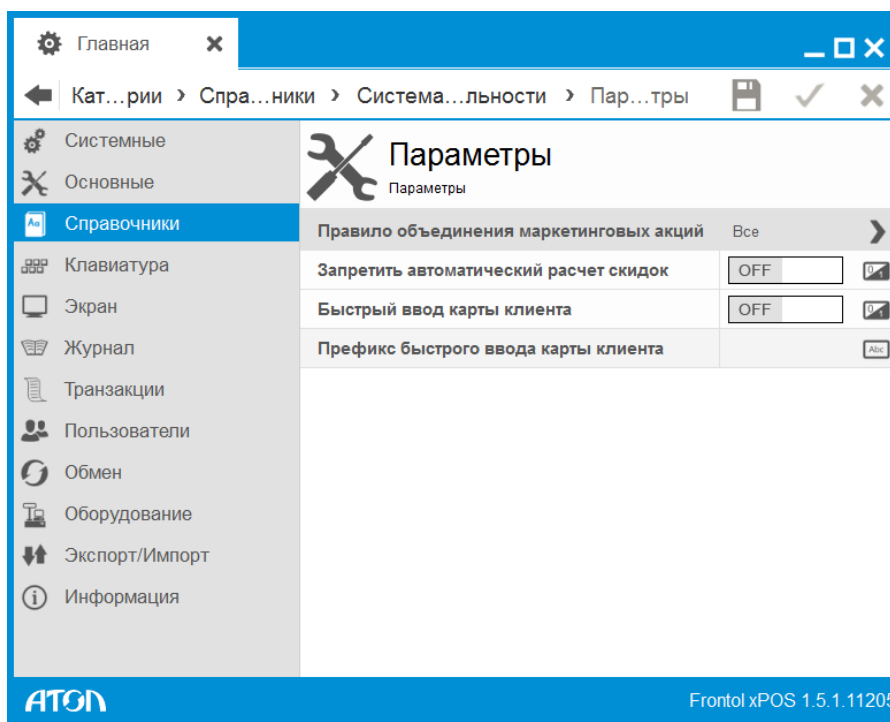 Главная
Кат…рии › Спра…ники › Система…льности › Пар…тры
Системные
Основные
Справочники
Клавиатура
Экран
Журнал
Транзакции
Пользователи
Обмен
Оборудование
Экспорт/Импорт
Информация
Параметры
Параметры
Правило объединения маркетинговых акций Все
Запретить автоматический расчет скидок OFF
Быстрый ввод карты клиента OFF
Префикс быстрого ввода карты клиента Abc
ATOL Frontol xPOS 1.5.1.11205